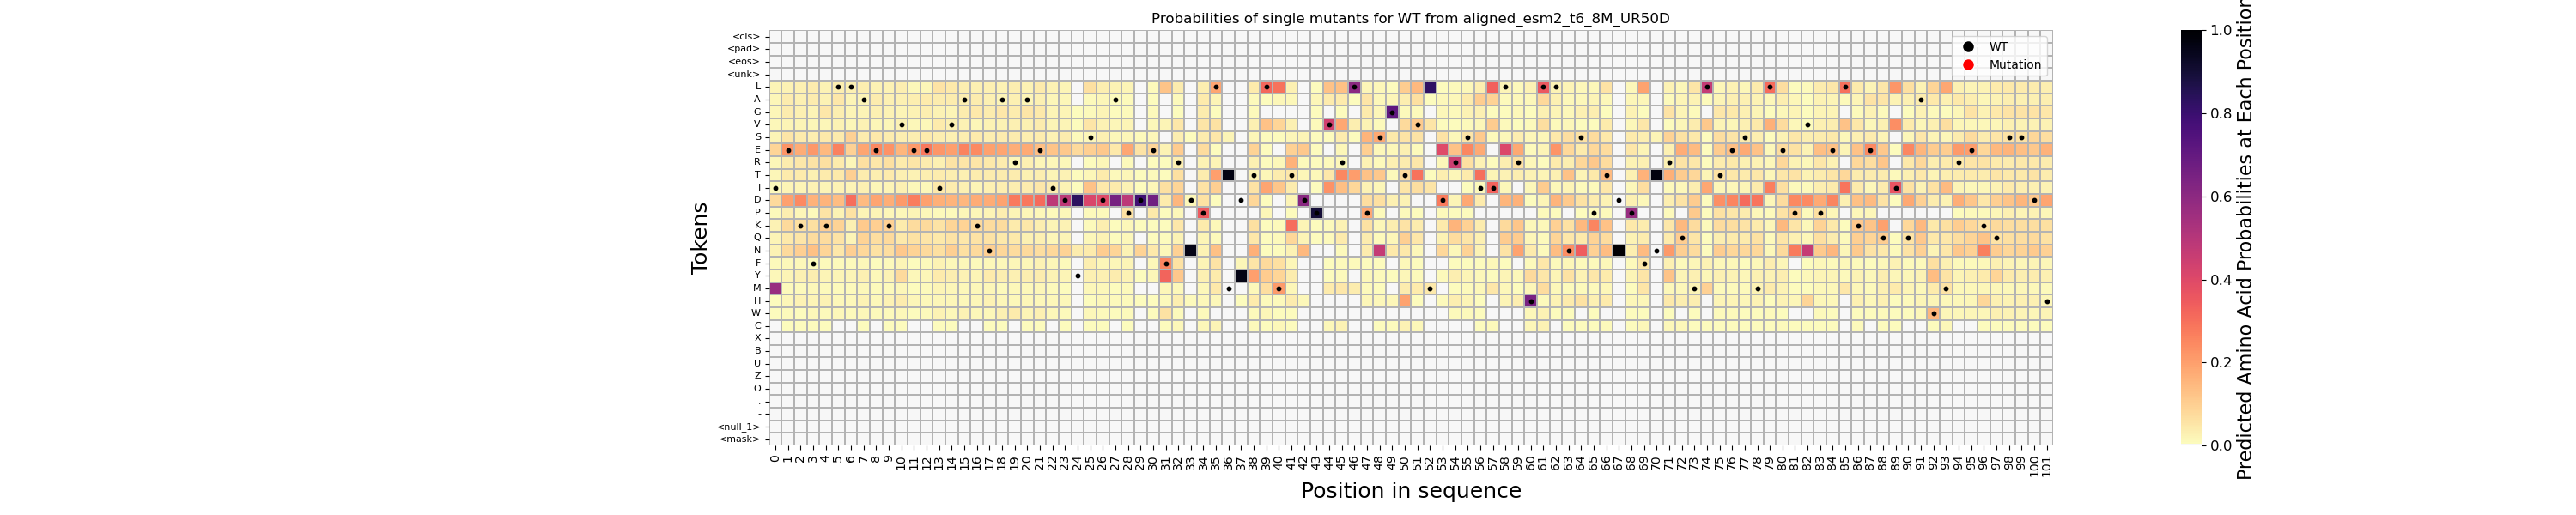 Probabilities of single mutants for WT from aligned_esm2_t6_8M_UR50D
WT
Mutation
Tokens
<cls>
<pad>
<eos>
<unk>
L
A
G
V
S
E
R
T
I
D
P
K
Q
N
F
Y
M
H
W
C
X
B
U
Z
O
.
-
<null_1>
<mask>
0 1 2 3 4 5 6 7 8 9 10 11 12 13 14 15 16 17 18 19 20 21 22 23 24 25 26 27 28 29 30 31 32 33 34 35 36 37 38 39 40 41 42 43 44 45 46 47 48 49 50 51 52 53 54 55 56 57 58 59 60 61 62 63 64 65 66 67 68 69 70 71 72 73 74 75 76 77 78 79 80 81 82 83 84 85 86 87 88 89 90 91 92 93 94 95 96 97 98 99 100 101
Position in sequence
1.0
0.8
0.6
0.4
0.2
0.0
Predicted Amino Acid Probabilities at Each Position